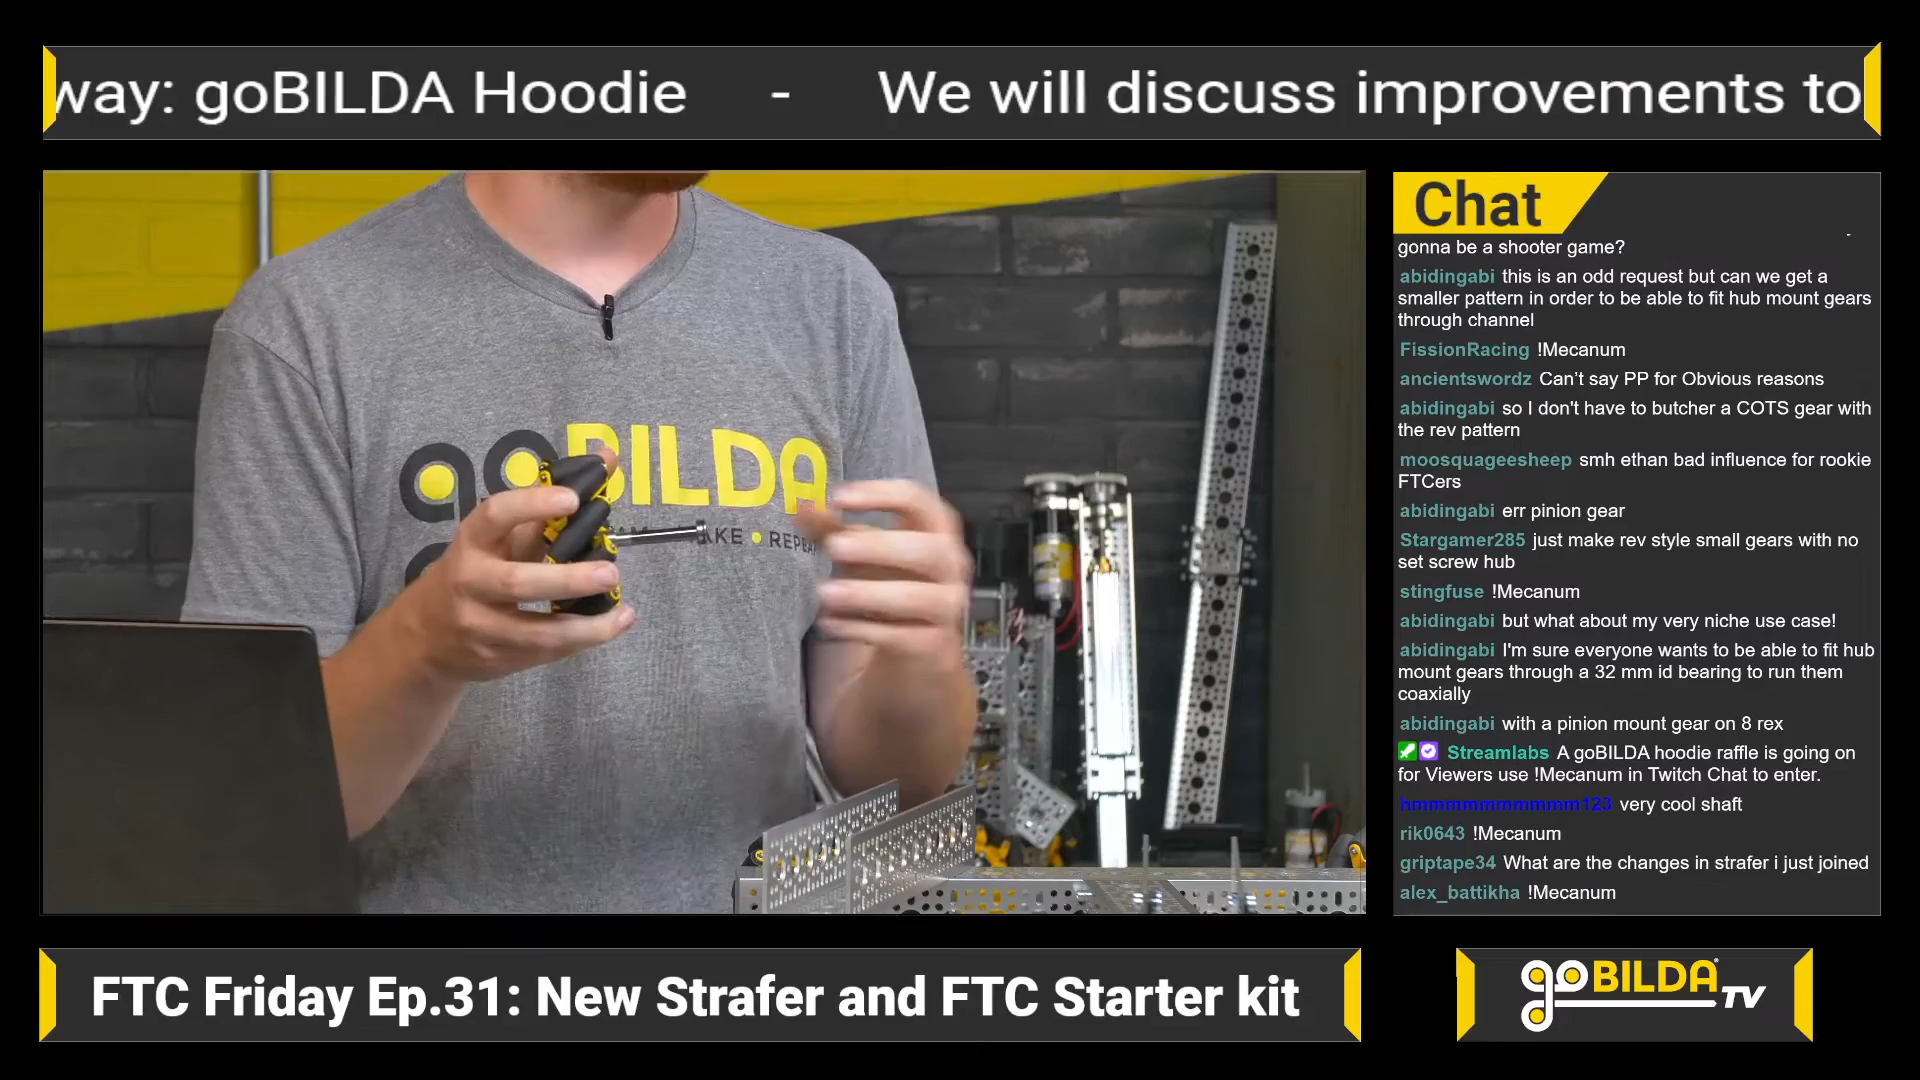 way: goBILDA Hoodie - We will discuss improvements to
Chat
gonna be a shooter game?
abidingabi this is an odd request but can we get a
smaller pattern in order to be able to fit hub mount gears
through channel
FissionRacing !Mecanum
ancientswordz Can’t say PP for Obvious reasons
abidingabi so I don't have to butcher a COTS gear with
the rev pattern
moosquageesheep smh ethan bad influence for rookie
FTCers
abidingabi err pinion gear
Stargamer285 just make rev style small gears with no
set screw hub
stingfuse !Mecanum
abidingabi but what about my very niche use case!
abidingabi I'm sure everyone wants to be able to fit hub
mount gears through a 32 mm id bearing to run them
coaxially
abidingabi with a pinion mount gear on 8 rex
Streamlabs A goBILDA hoodie raffle is going on
for Viewers use !Mecanum in Twitch Chat to enter.
hmmmmmmmmmm123 very cool shaft
rik0643 !Mecanum
griptape34 What are the changes in strafer i just joined
alex_battikha !Mecanum
goBILDA
FTC Friday Ep.31: New Strafer and FTC Starter kit
goBILDA TV